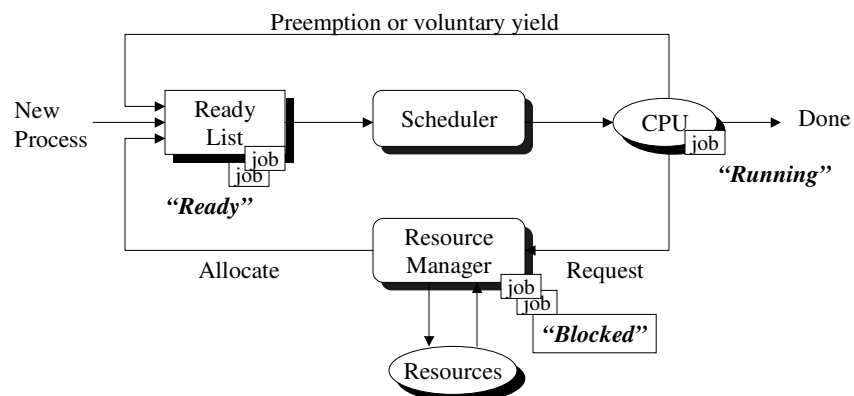 Preemption or voluntary yield
New
Process
Ready
List
job
job
“Ready”
Scheduler
CPU
job
“Running”
Done
Allocate
Resource
Manager
job
job
“Blocked”
Request
Resources